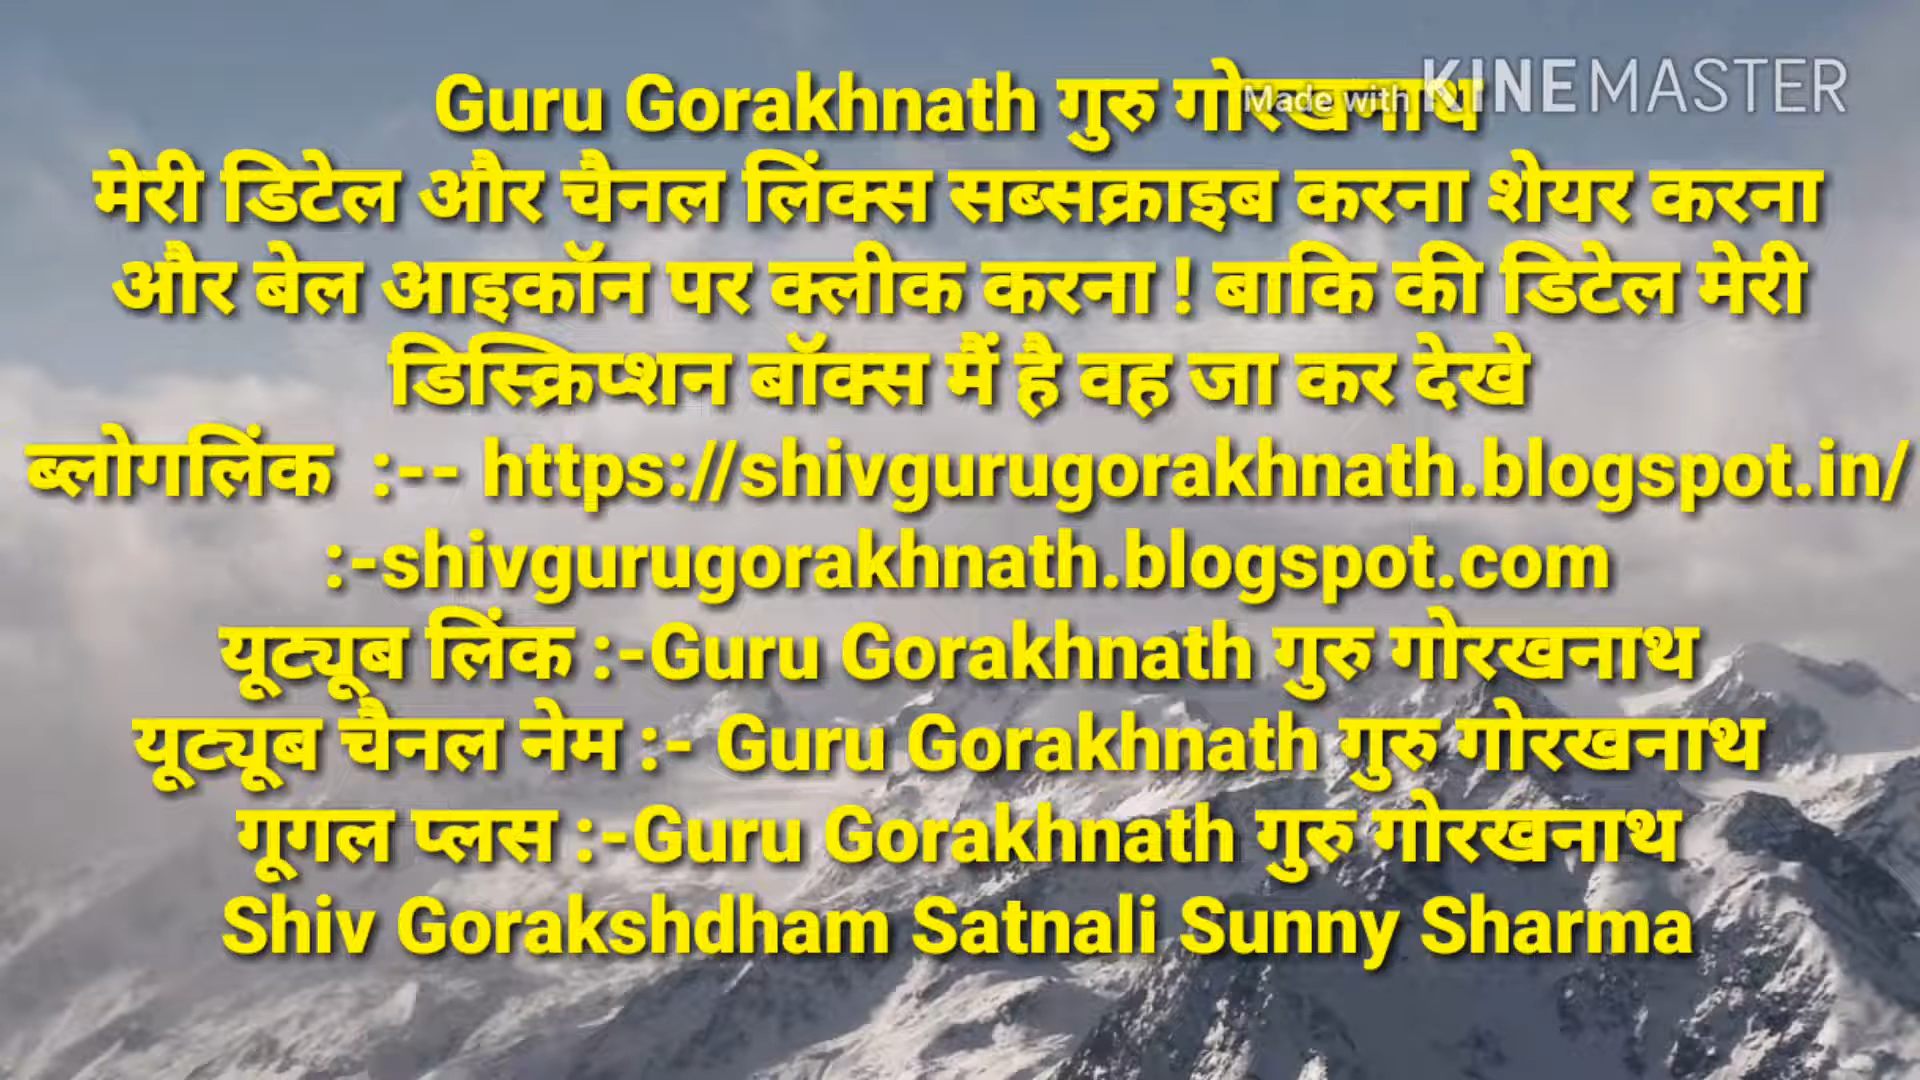 Guru Gorakhnath गुरु गोरखनाथ
Made with KINEMASTER
मेरी डिटेल और चैनल लिंक्स सब्सक्राइब करना शेयर करना
और बेल आइकॉन पर क्लीक करना ! बाकि की डिटेल मेरी
डिस्क्रिप्शन बॉक्स मैं है वह जा कर देखे
ब्लोगलिंक :-- https://shivgurugorakhnath.blogspot.in/
:-shivgurugorakhnath.blogspot.com
यूट्यूब लिंक :-Guru Gorakhnath गुरु गोरखनाथ
यूट्यूब चैनल नेम :- Guru Gorakhnath गुरु गोरखनाथ
गूगल प्लस :-Guru Gorakhnath गुरु गोरखनाथ
Shiv Gorakshdham Satnali Sunny Sharma